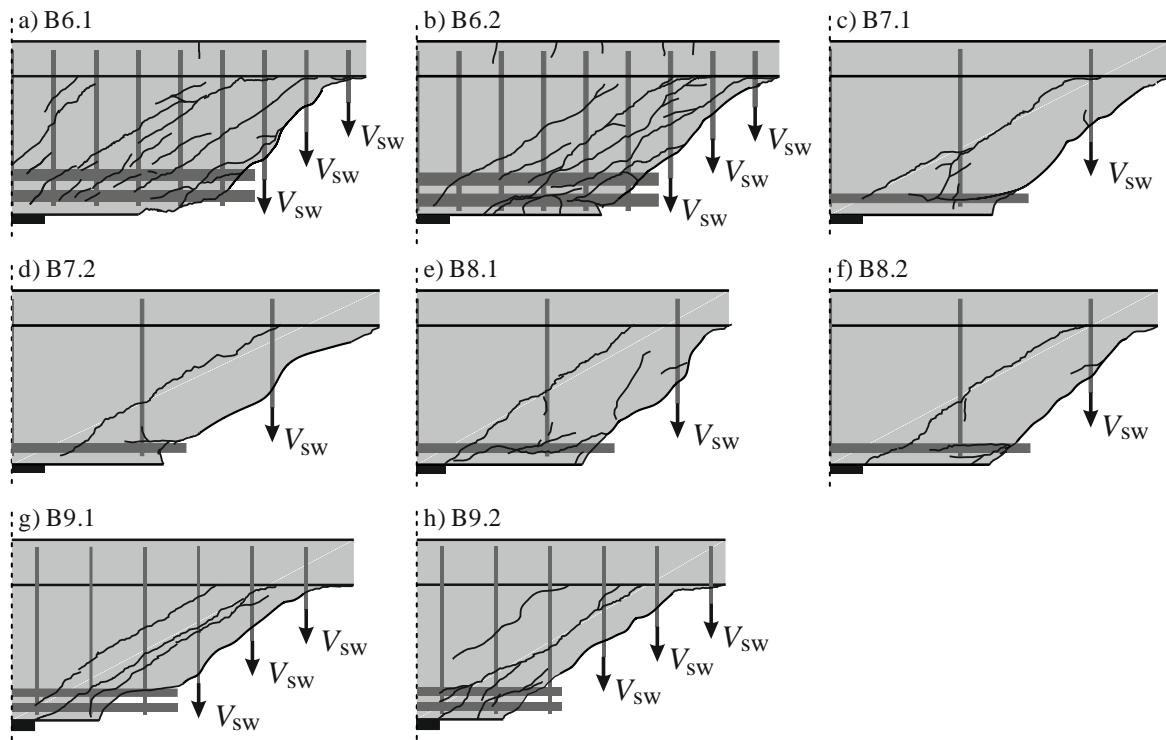 a) B6.1
V_SW
V_SW
V_SW
b) B6.2
V_SW
V_SW
V_SW
c) B7.1
V_SW
d) B7.2
V_SW
e) B8.1
V_SW
f) B8.2
V_SW
g) B9.1
V_SW
V_SW
V_SW
h) B9.2
V_SW
V_SW
V_SW